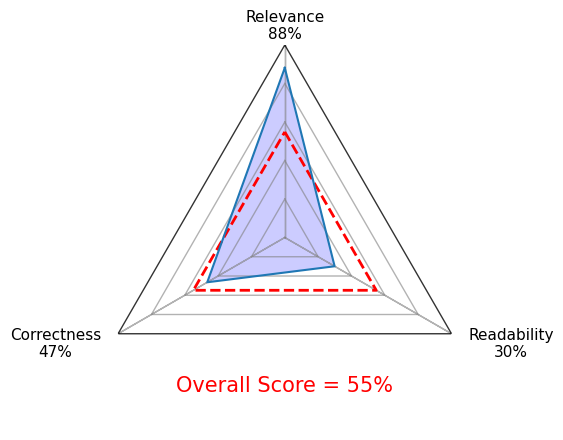 Relevance
88%
Correctness
47%
Readability
30%
Overall Score = 55%